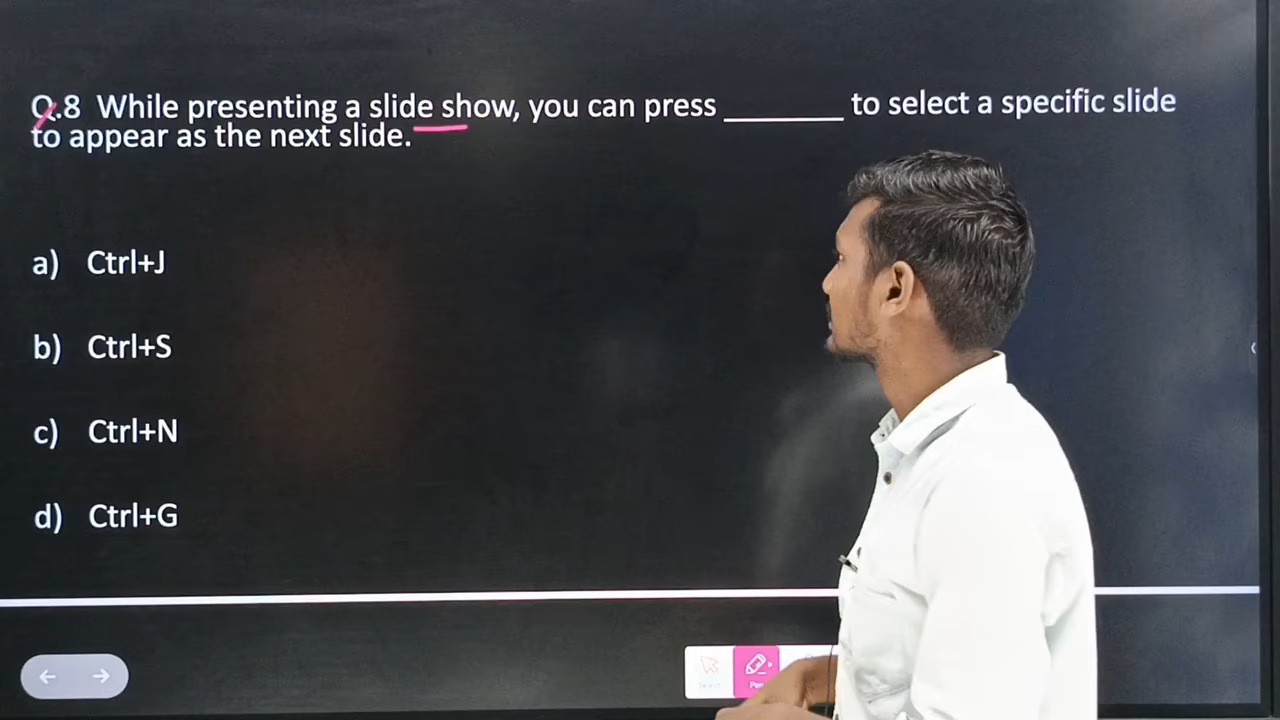 Q.8 While presenting a slide show, you can press ________ to select a specific slide
to appear as the next slide.
a) Ctrl+J
b) Ctrl+S
c) Ctrl+N
d) Ctrl+G
Select